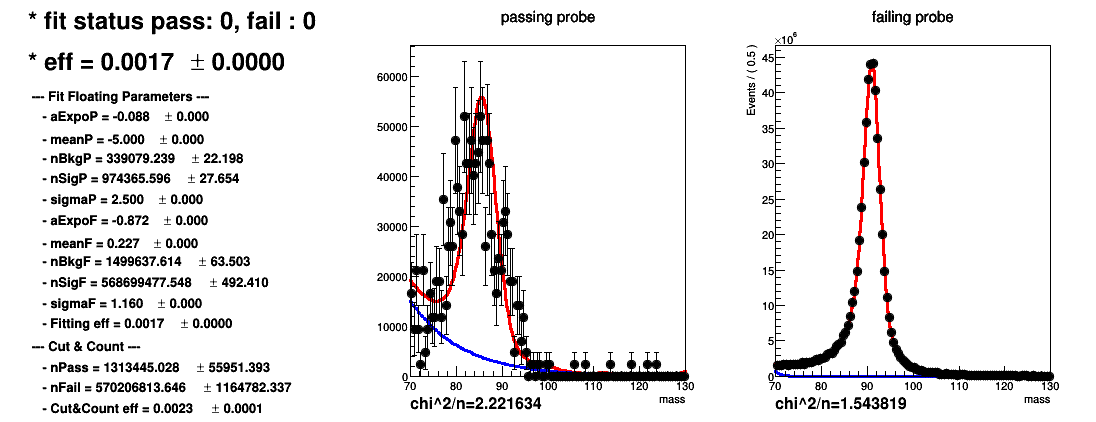 * fit status pass: 0, fail : 0
* eff = 0.0017 ± 0.0000
--- Fit Floating Parameters ---
- aExpoP = -0.088 ± 0.000
- meanP = -5.000 ± 0.000
- nBkgP = 339079.239 ± 22.198
- nSigP = 974365.596 ± 27.654
- sigmaP = 2.500 ± 0.000
- aExpoF = -0.872 ± 0.000
- meanF = 0.227 ± 0.000
- nBkgF = 1499637.614 ± 63.503
- nSigF = 568699477.548 ± 492.410
- sigmaF = 1.160 ± 0.000
- Fitting eff = 0.0017 ± 0.0000
--- Cut & Count ---
- nPass = 1313445.028 ± 55951.393
- nFail = 570206813.646 ± 1164782.337
- Cut&Count eff = 0.0023 ± 0.0001
passing probe
60000
50000
40000
30000
20000
10000
0
70 80 90 100 110 120 130
mass
chi^2/n=2.221634
failing probe
×10^6
Events / ( 0.5 )
45
40
35
30
25
20
15
10
5
0
70 80 90 100 110 120 130
mass
chi^2/n=1.543819